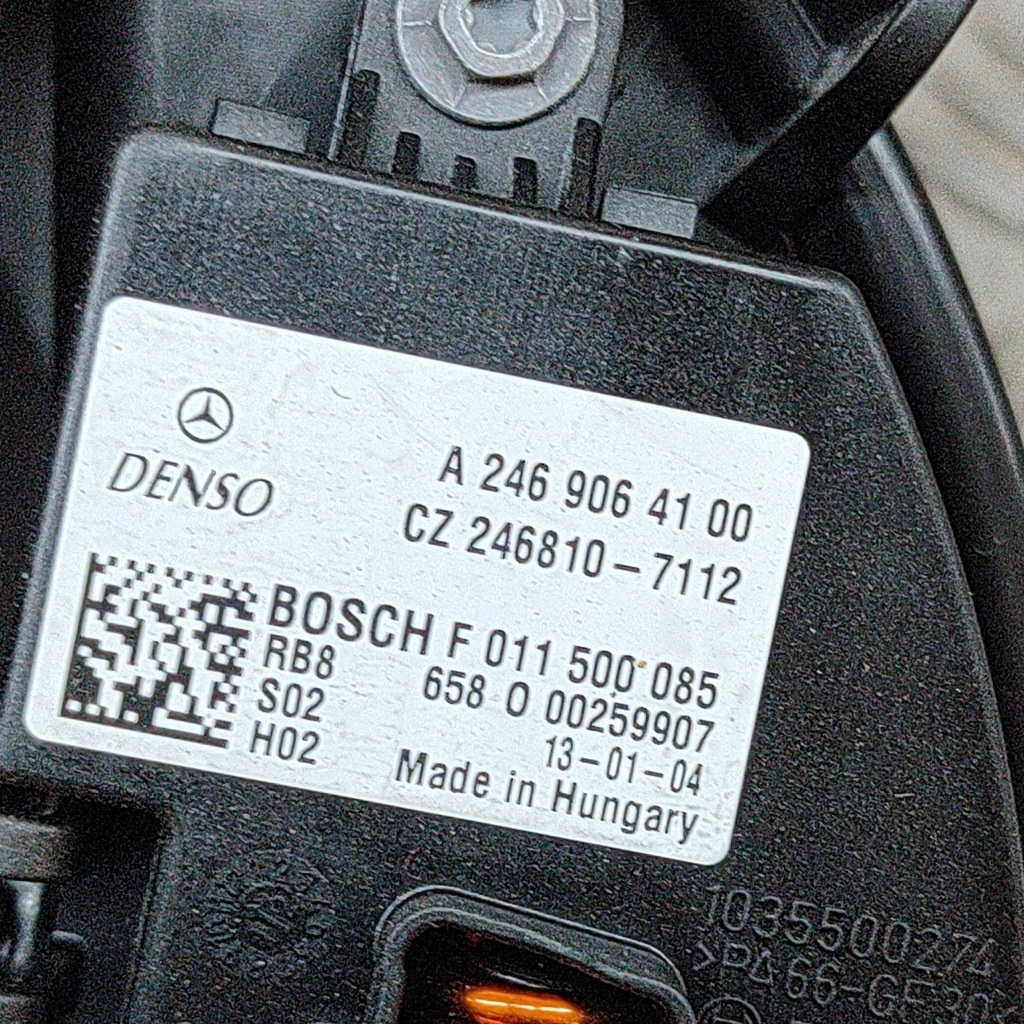 DENSO
A 246 906 41 00
CZ 246810-7112
BOSCH F 011 500 085
RB8 658 0 00259907
S02 13-01-04
H02 Made in Hungary
1035500274
>PA66-GF30